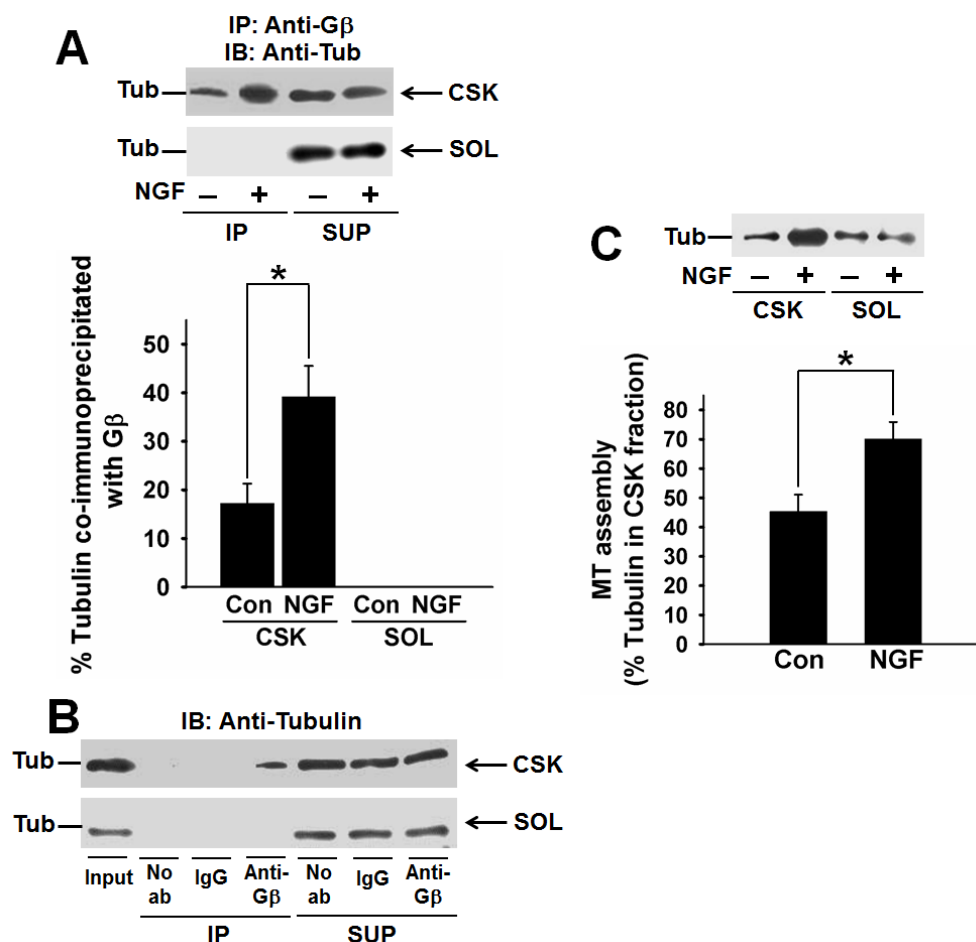 A
IP: Anti-Gβ
IB: Anti-Tub
Tub
CSK
Tub
SOL
NGF – + – +
IP SUP
% Tubulin co-immunoprecipitated
with Gβ
50
40
30
20
10
0
*
Con NGF Con NGF
CSK SOL
C
Tub
NGF – + – +
CSK SOL
MT assembly
(% Tubulin in CSK fraction)
80
70
60
50
40
30
20
10
0
*
Con NGF
B
IB: Anti-Tubulin
Tub
CSK
Tub
SOL
Input No ab IgG Anti-Gβ No ab IgG Anti-Gβ
IP SUP